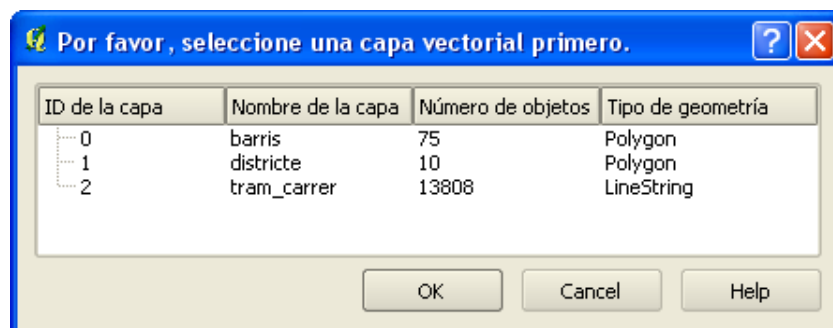 Por favor, seleccione una capa vectorial primero.
ID de la capa Nombre de la capa Número de objetos Tipo de geometría
0 barris 75 Polygon
1 districte 10 Polygon
2 tram_carrer 13808 LineString
OK Cancel Help